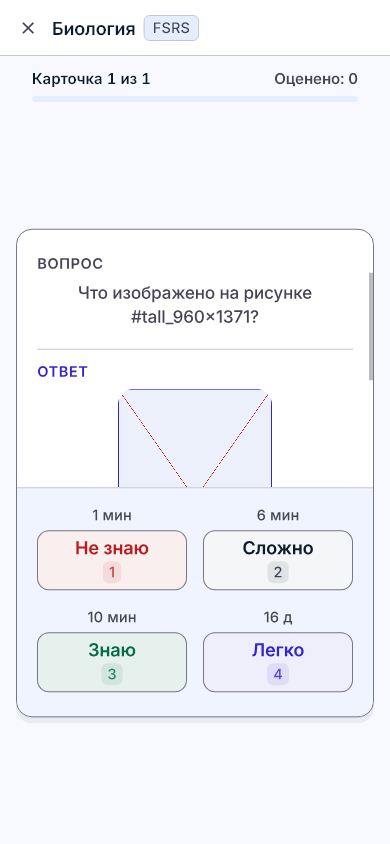 Биология FSRS
Карточка 1 из 1 Оценено: 0
ВОПРОС
Что изображено на рисунке
#tall_960×1371?
ОТВЕТ
1 мин 6 мин
Не знаю Сложно
1 2
10 мин 16 д
Знаю Легко
3 4